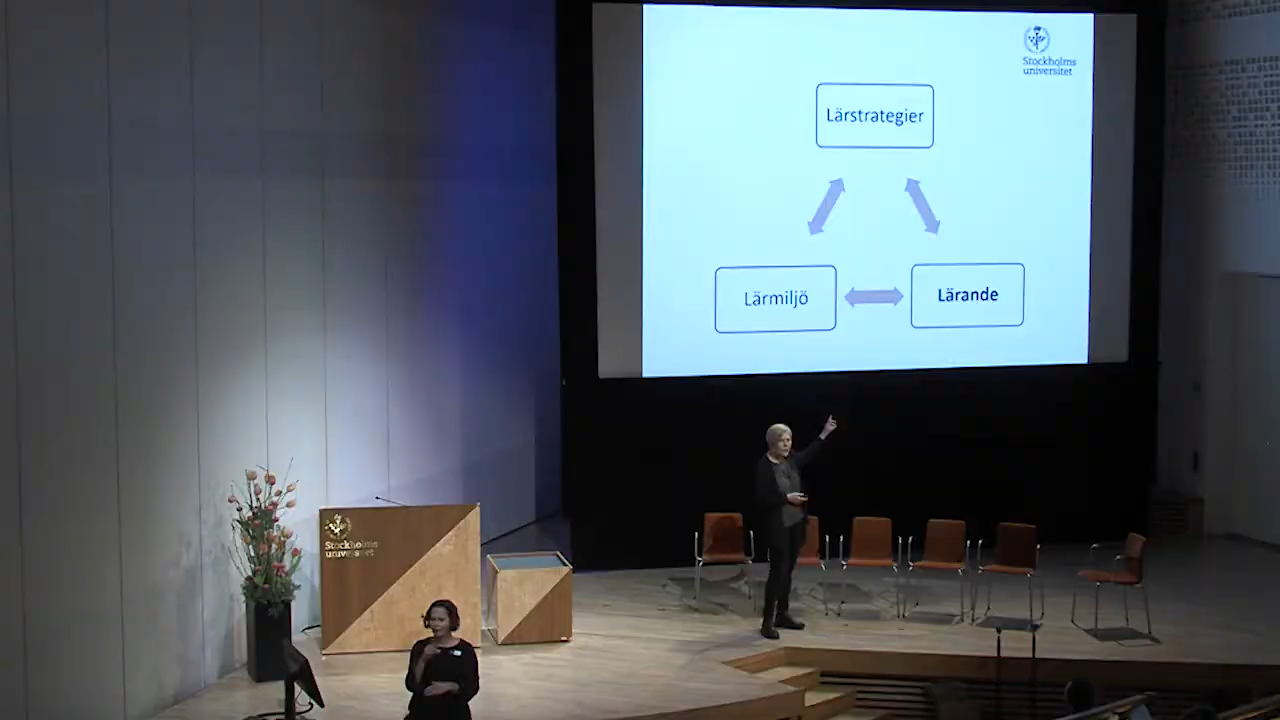 Stockholms
universitet
Lärstrategier
Lärmiljö
Lärande
Stockholms
universitet